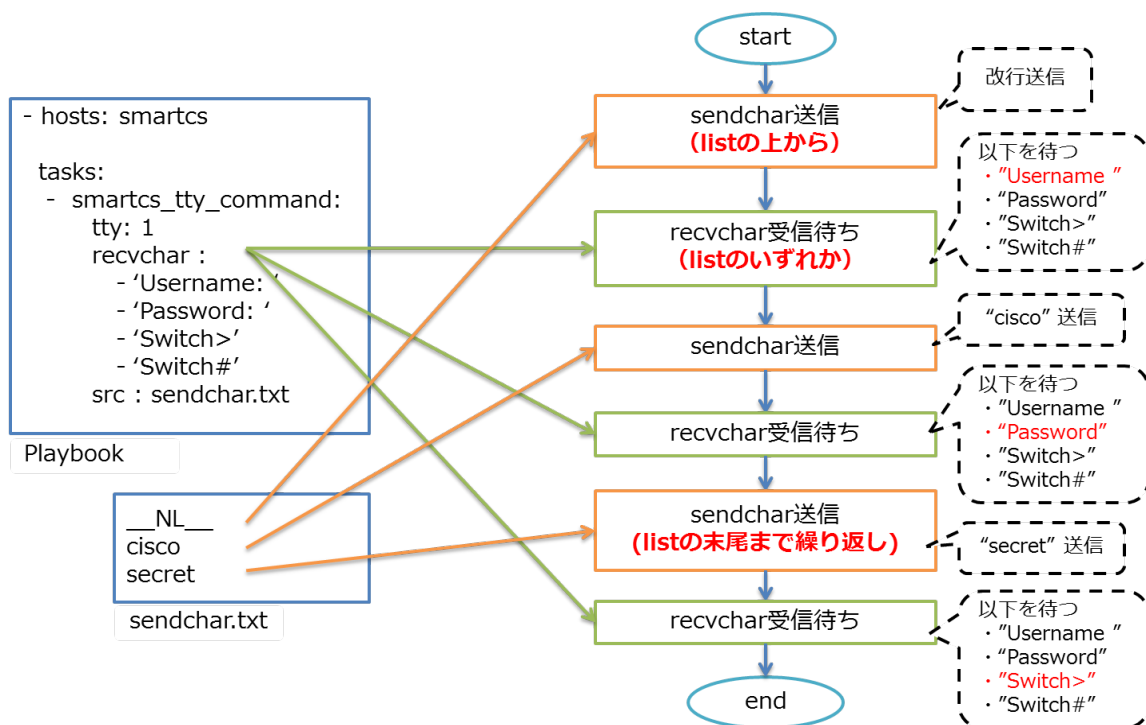 - hosts: smartcs
tasks:
- smartcs_tty_command:
tty: 1
recvchar :
- ‘Username: ‘
- ‘Password: ‘
- ‘Switch>’
- ‘Switch#’
src : sendchar.txt
Playbook
__NL__
cisco
secret
sendchar.txt
start
sendchar送信
（listの上から）
recvchar受信待ち
(listのいずれか）
sendchar送信
recvchar受信待ち
sendchar送信
(listの末尾まで繰り返し)
recvchar受信待ち
end
改行送信
以下を待つ
・”Username ”
・“Password”
・”Switch>”
・”Switch#”
“cisco” 送信
以下を待つ
・”Username ”
・“Password”
・”Switch>”
・”Switch#”
“secret” 送信
以下を待つ
・”Username ”
・“Password”
・”Switch>”
・”Switch#”